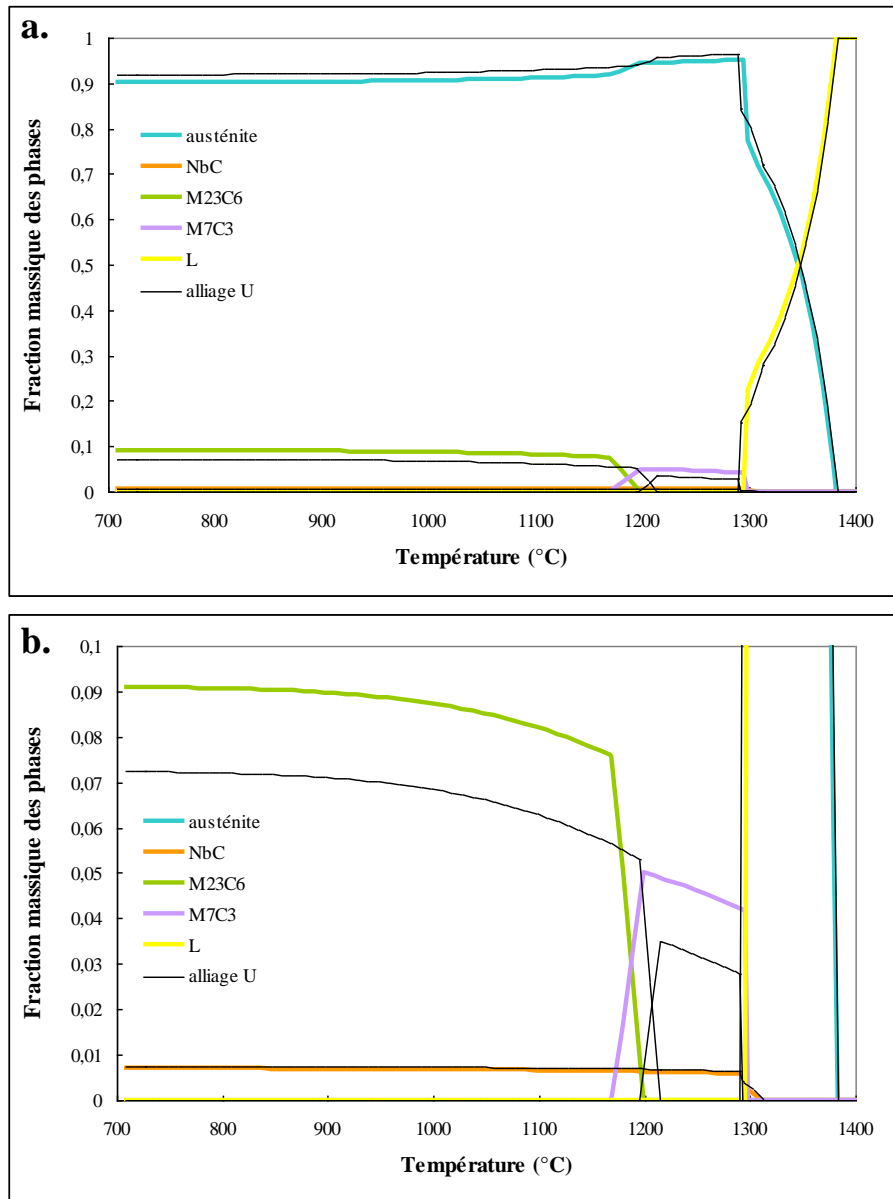 a.
Fraction massique des phases
1
0,9
0,8
0,7
0,6
0,5
0,4
0,3
0,2
0,1
0
austénite
NbC
M23C6
M7C3
L
alliage U
700 800 900 1000 1100 1200 1300 1400
Température (°C)
b.
Fraction massique des phases
0,1
0,09
0,08
0,07
0,06
0,05
0,04
0,03
0,02
0,01
0
austénite
NbC
M23C6
M7C3
L
alliage U
700 800 900 1000 1100 1200 1300 1400
Température (°C)